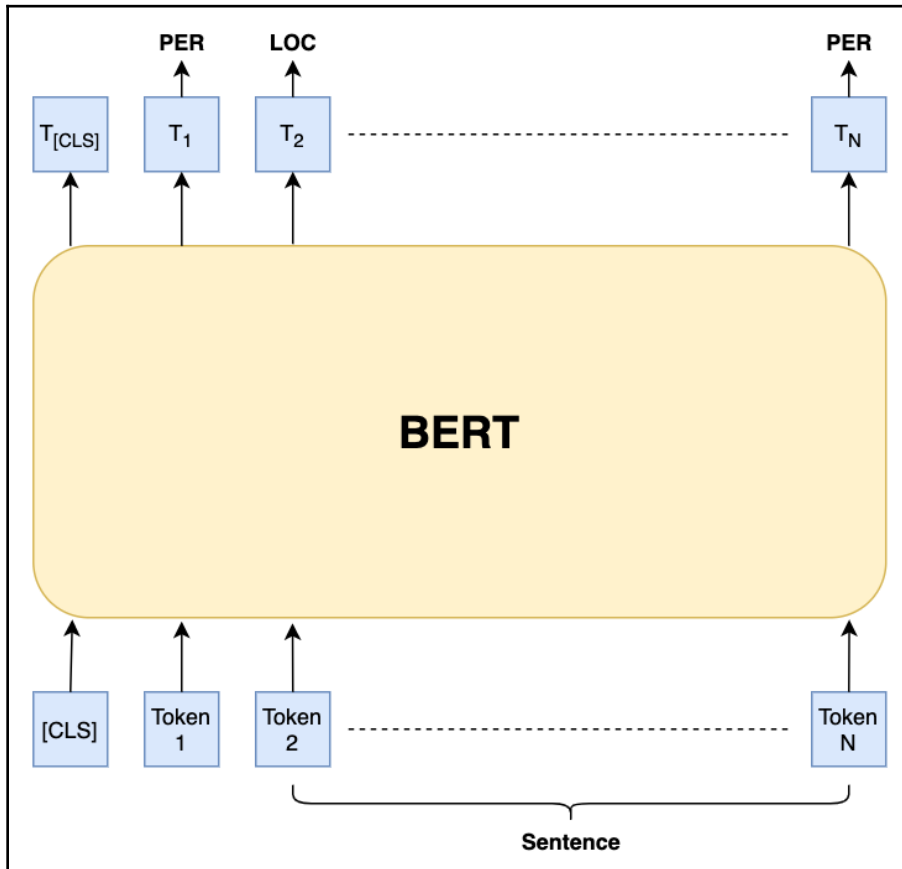 PER LOC PER
T[CLS] T1 T2 TN
BERT
[CLS] Token 1 Token 2 Token N
Sentence